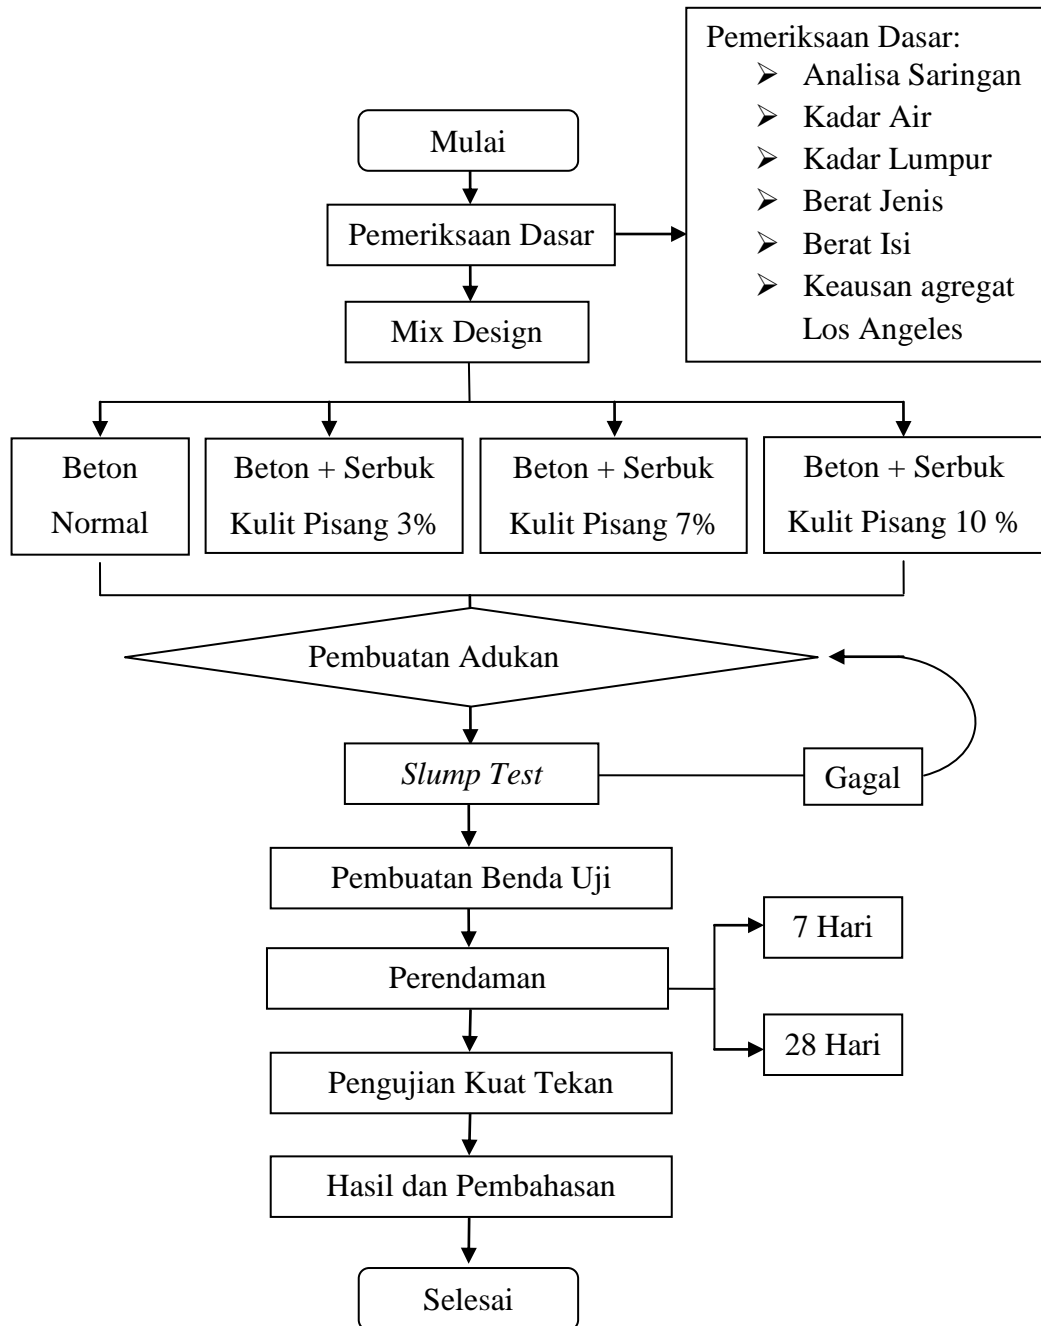 Pemeriksaan Dasar:
➢ Analisa Saringan
➢ Kadar Air
➢ Kadar Lumpur
➢ Berat Jenis
➢ Berat Isi
➢ Keausan agregat
Los Angeles
Mulai
Pemeriksaan Dasar
Mix Design
Beton
Normal
Beton + Serbuk
Kulit Pisang 3%
Beton + Serbuk
Kulit Pisang 7%
Beton + Serbuk
Kulit Pisang 10 %
Pembuatan Adukan
Slump Test
Gagal
Pembuatan Benda Uji
7 Hari
Perendaman
28 Hari
Pengujian Kuat Tekan
Hasil dan Pembahasan
Selesai